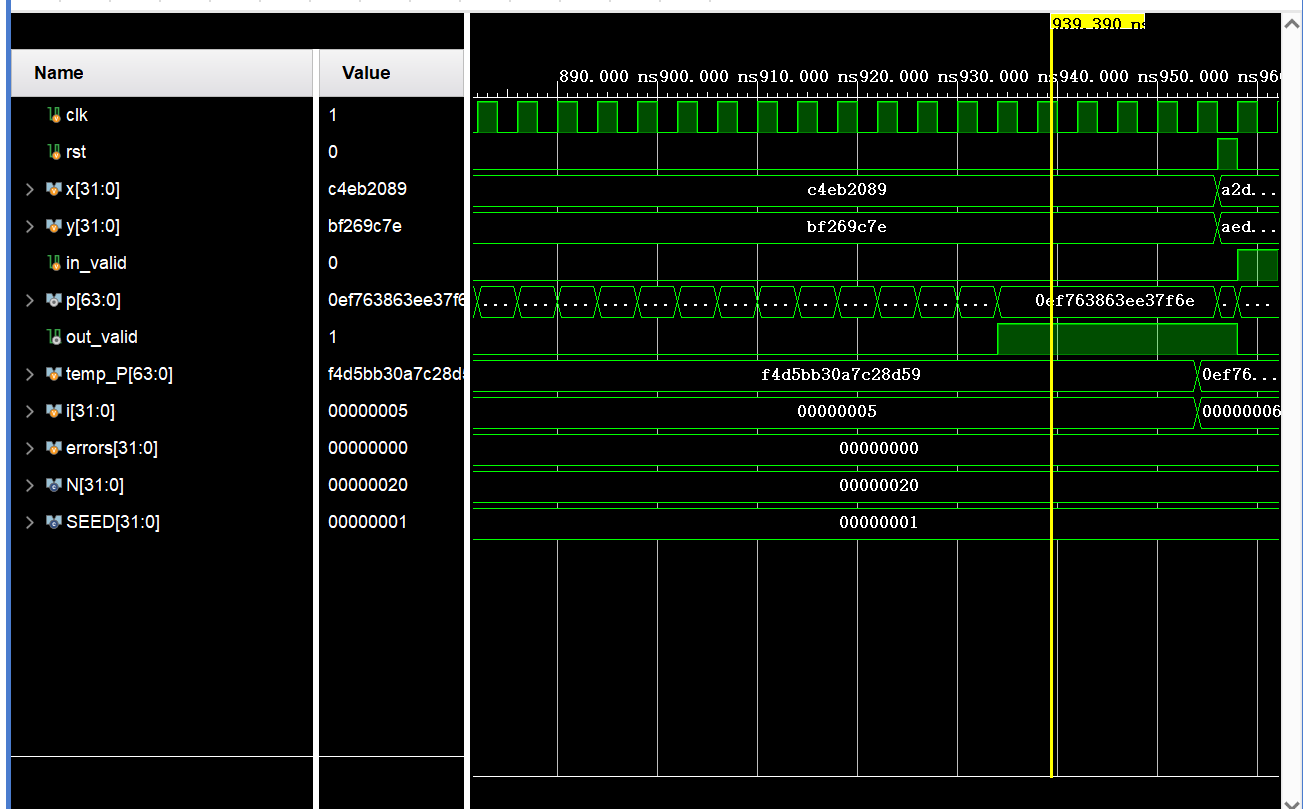 939.390 ns
Name Value
890.000 ns 900.000 ns 910.000 ns 920.000 ns 930.000 ns 940.000 ns 950.000 ns 960
clk 1
rst 0
x[31:0] c4eb2089 c4eb2089 a2d...
y[31:0] bf269c7e bf269c7e aed...
in_valid 0
p[63:0] 0ef763863ee37f6 ... ... ... ... ... ... ... ... ... ... ... ... ... 0ef763863ee37f6e ...
out_valid 1
temp_P[63:0] f4d5bb30a7c28d5 f4d5bb30a7c28d59 0ef76...
i[31:0] 00000005 00000005 00000006
errors[31:0] 00000000 00000000
N[31:0] 00000020 00000020
SEED[31:0] 00000001 00000001